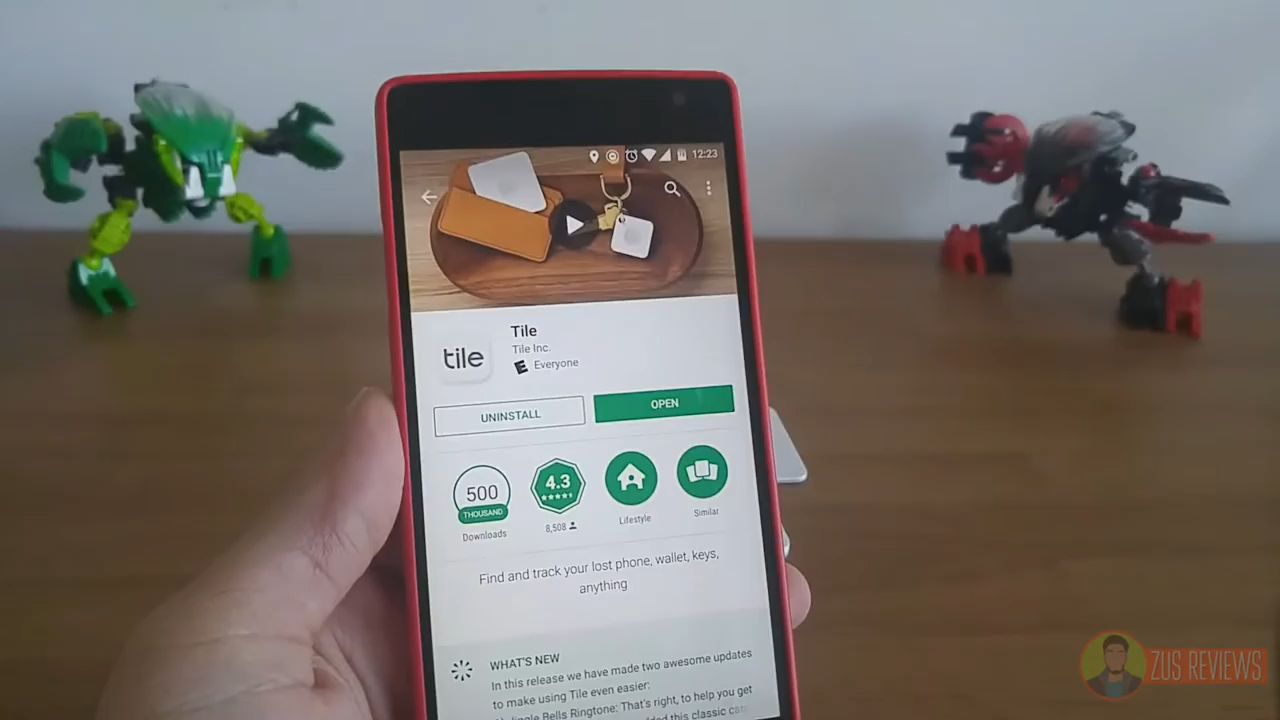 12:23
tile
Tile
Tile Inc.
Everyone
UNINSTALL
OPEN
500
THOUSAND
Downloads
4.3
8,508
Lifestyle
Similar
Find and track your lost phone, wallet, keys,
anything
WHAT'S NEW
In this release we have made two awesome updates
to make using Tile even easier:
Bells Ringtone: That's right, to help you get
this classic
ZUS REVIEWS